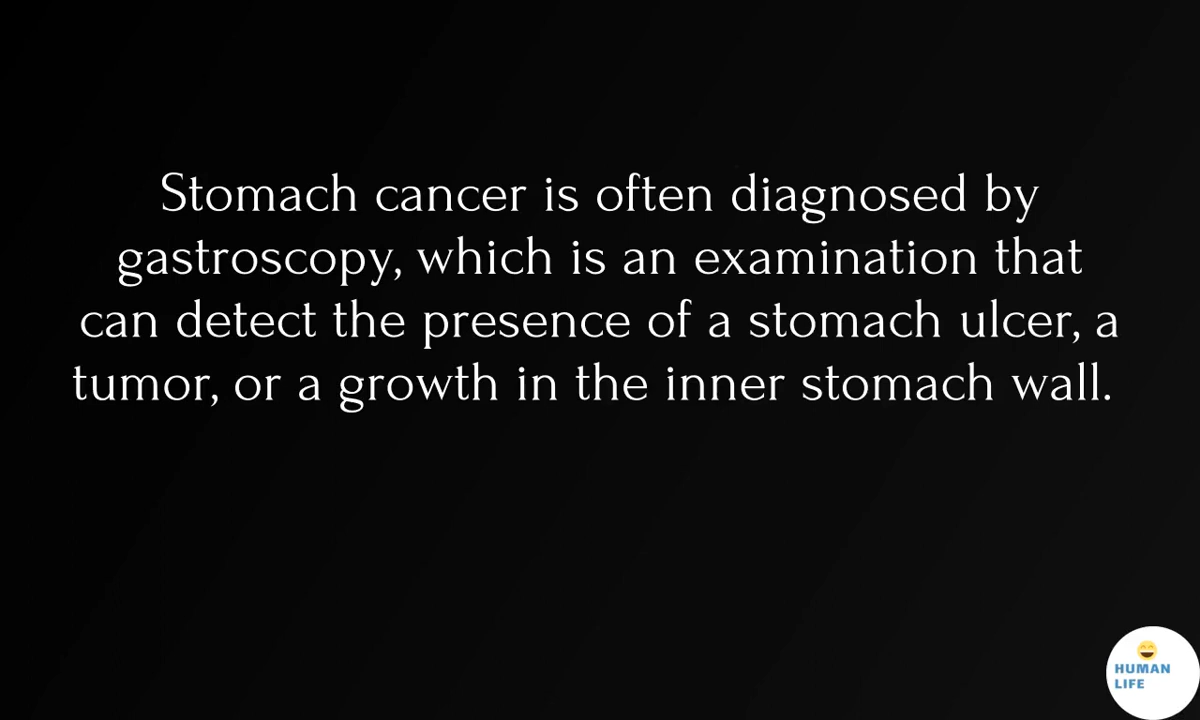 Stomach cancer is often diagnosed by
gastroscopy, which is an examination that
can detect the presence of a stomach ulcer, a
tumor, or a growth in the inner stomach wall.
HUMAN
LIFE